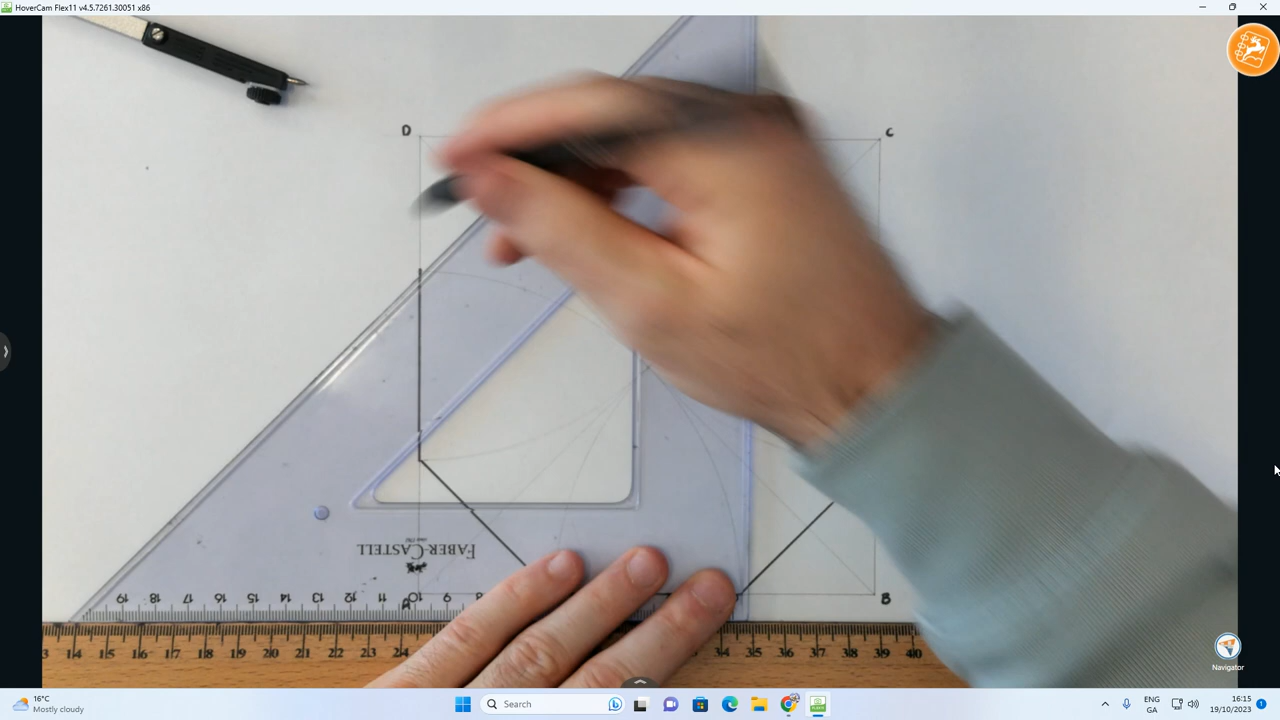 HoverCam Flex11 v4.5.7261.30051 x86
D
C
FABER-CASTELL
19 18 17 16 15 14 13 12 11 10 9 8
A
B
3 14 15 16 17 18 19 20 21 22 23 24 34 35 36 37 38 39 40
Navigator
16°C
Mostly cloudy
Search
ENG
GA
16:15
19/10/2023